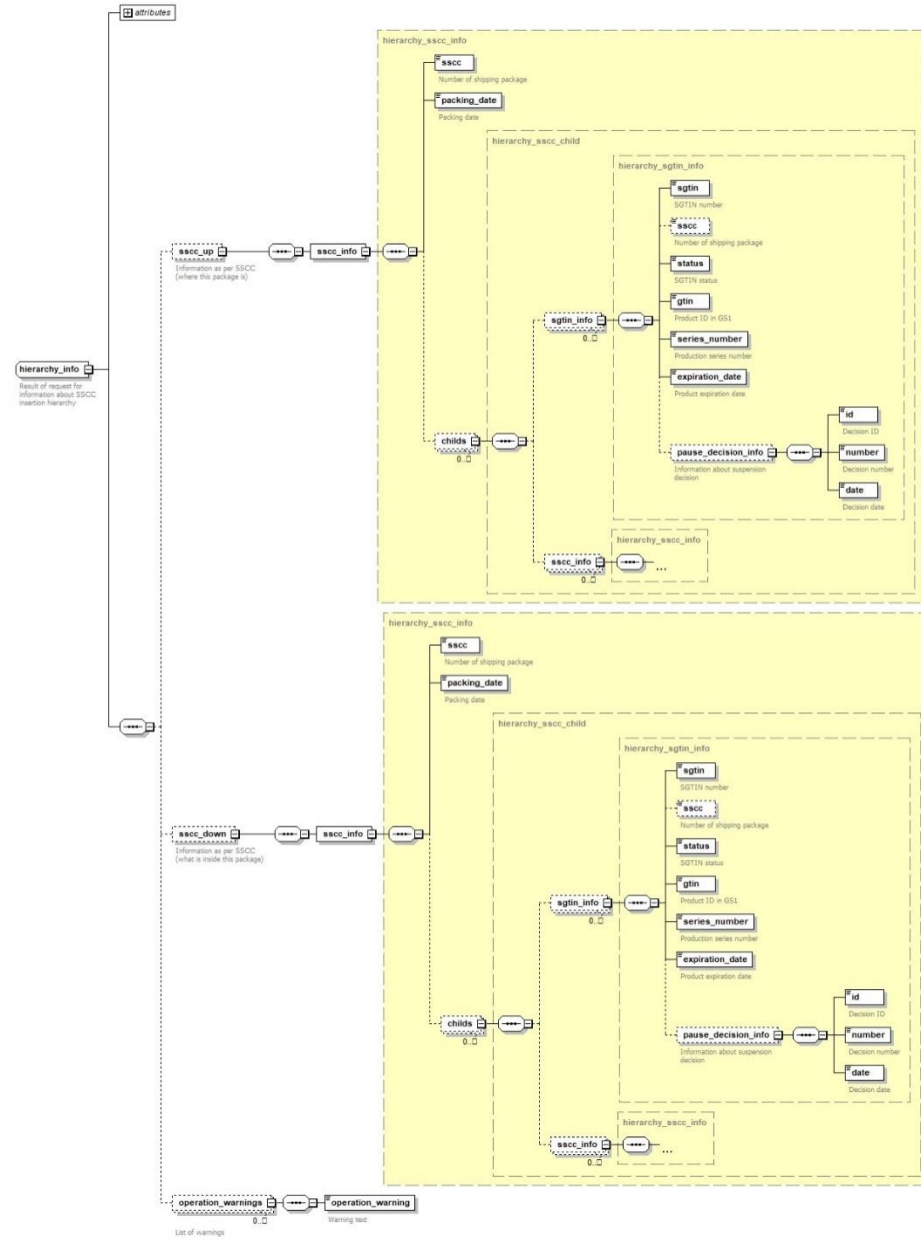 attributes
hierarchy_sscc_info
sscc
Number of shipping package
packing_date
Packing date
hierarchy_sscc_child
hierarchy_sgtin_info
sgtin
SGTIN number
sscc
Number of shipping package
status
SGTIN status
gtin
Product ID in GS1
series_number
Production series number
expiration_date
Product expiration date
pause_decision_info
Information about suspension
decision
id
Decision ID
number
Decision number
date
Decision date
sgtin_info
0..
sscc_up
Information as per SSCC
(where this package is)
sscc_info
childs
0..
sscc_info
0..
hierarchy_sscc_info
...
hierarchy_info
Result of request for
information about SSCC
insertion hierarchy
hierarchy_sscc_info
sscc
Number of shipping package
packing_date
Packing date
hierarchy_sscc_child
hierarchy_sgtin_info
sgtin
SGTIN number
sscc
Number of shipping package
status
SGTIN status
gtin
Product ID in GS1
series_number
Production series number
expiration_date
Product expiration date
pause_decision_info
Information about suspension
decision
id
Decision ID
number
Decision number
date
Decision date
sgtin_info
0..
sscc_down
Information as per SSCC
(what is inside this package)
sscc_info
childs
0..
sscc_info
0..
hierarchy_sscc_info
...
operation_warnings
0..
List of warnings
operation_warning
Warning text